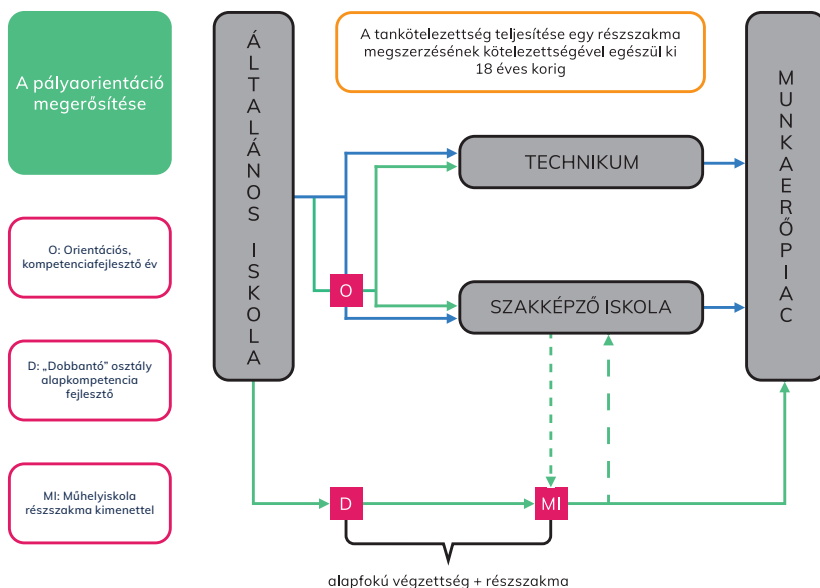 A pályaorientáció
megerősítése
O: Orientációs,
kompetenciafejlesztő év
D: „Dobbantó” osztály
alapkompetencia
fejlesztő
MI: Műhelyiskola
részszakma kimenettel
ÁLTALÁNOS ISKOLA
A tankötelezettség teljesítése egy részszakma
megszerzésének kötelezettségével egészül ki
18 éves korig
TECHNIKUM
O
SZAKKÉPZŐ ISKOLA
MUNKAERŐPIAC
D
MI
alapfokú végzettség + részszakma